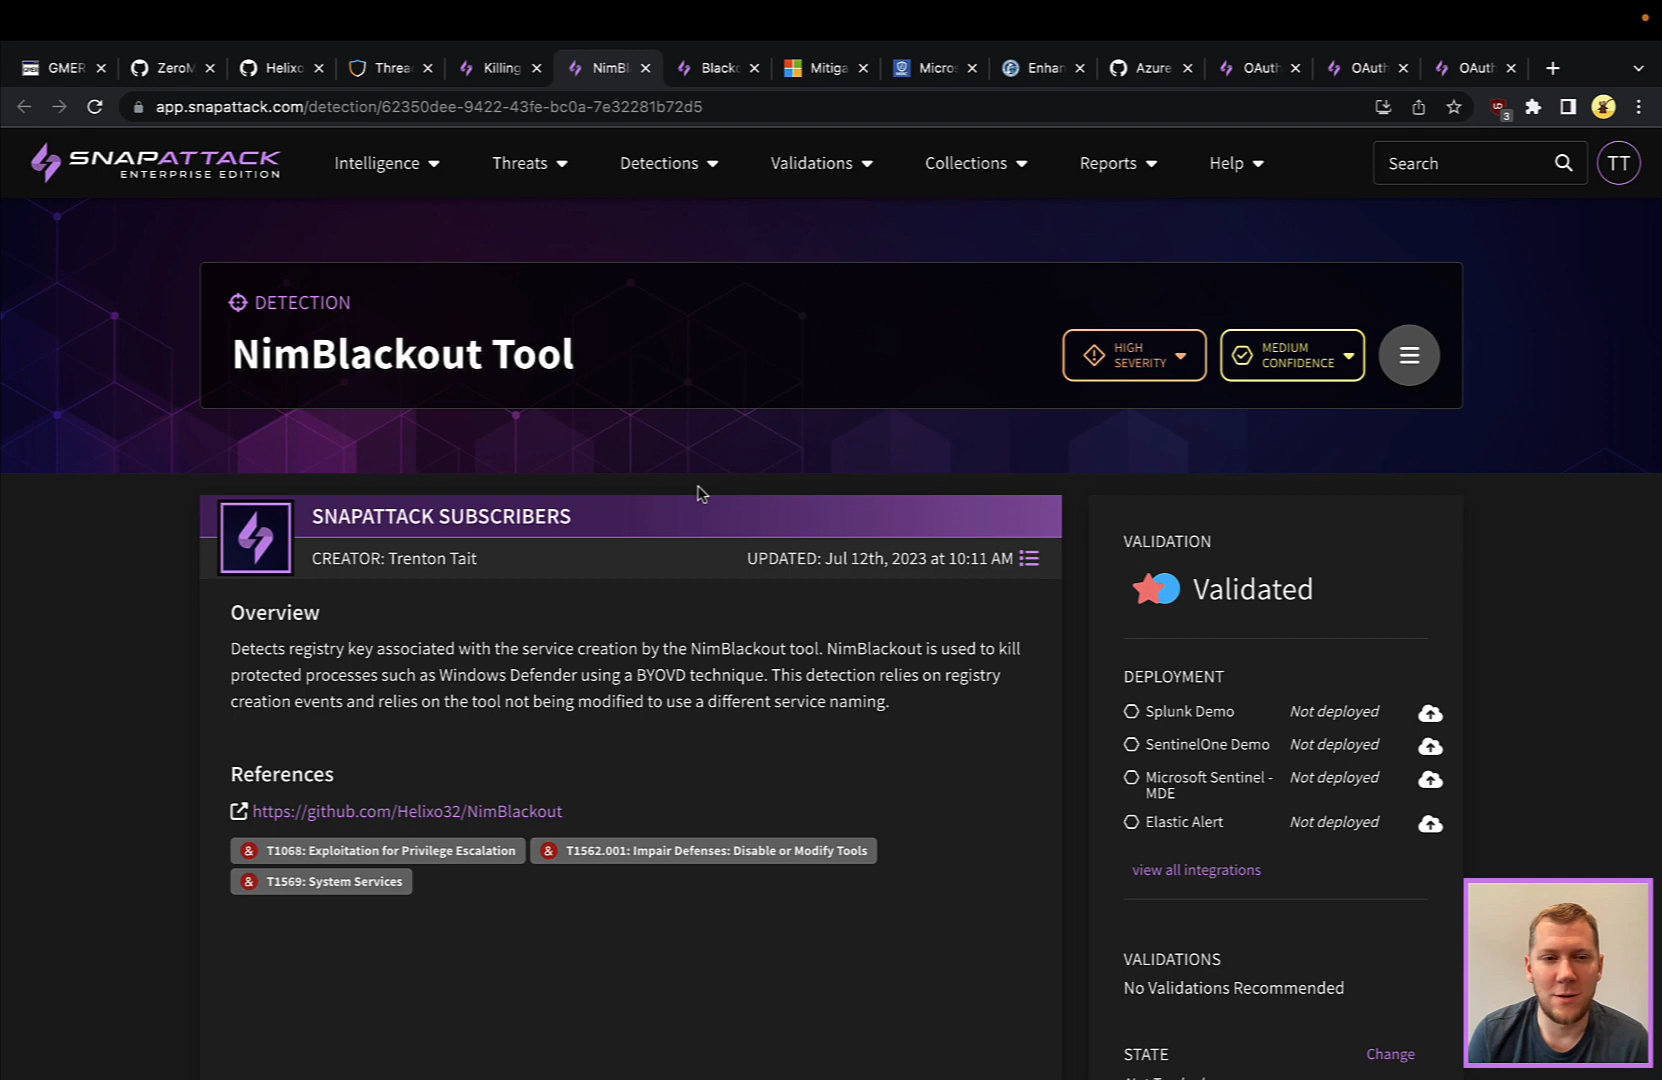 GMER
ZeroM
Helixo
Threa
Killing
NimBl
Blacko
Mitiga
Micros
Enhan
Azure
OAuth
OAuth
OAuth
app.snapattack.com/detection/62350dee-9422-43fe-bc0a-7e32281b72d5
3
SNAPATTACK
ENTERPRISE EDITION
Intelligence
Threats
Detections
Validations
Collections
Reports
Help
Search
TT
DETECTION
NimBlackout Tool
HIGH
SEVERITY
MEDIUM
CONFIDENCE
SNAPATTACK SUBSCRIBERS
CREATOR: Trenton Tait
UPDATED: Jul 12th, 2023 at 10:11 AM
Overview
Detects registry key associated with the service creation by the NimBlackout tool. NimBlackout is used to kill
protected processes such as Windows Defender using a BYOVD technique. This detection relies on registry
creation events and relies on the tool not being modified to use a different service naming.
References
https://github.com/Helixo32/NimBlackout
& T1068: Exploitation for Privilege Escalation
& T1562.001: Impair Defenses: Disable or Modify Tools
& T1569: System Services
VALIDATION
Validated
DEPLOYMENT
Splunk Demo Not deployed
SentinelOne Demo Not deployed
Microsoft Sentinel - Not deployed
MDE
Elastic Alert Not deployed
view all integrations
VALIDATIONS
No Validations Recommended
STATE Change